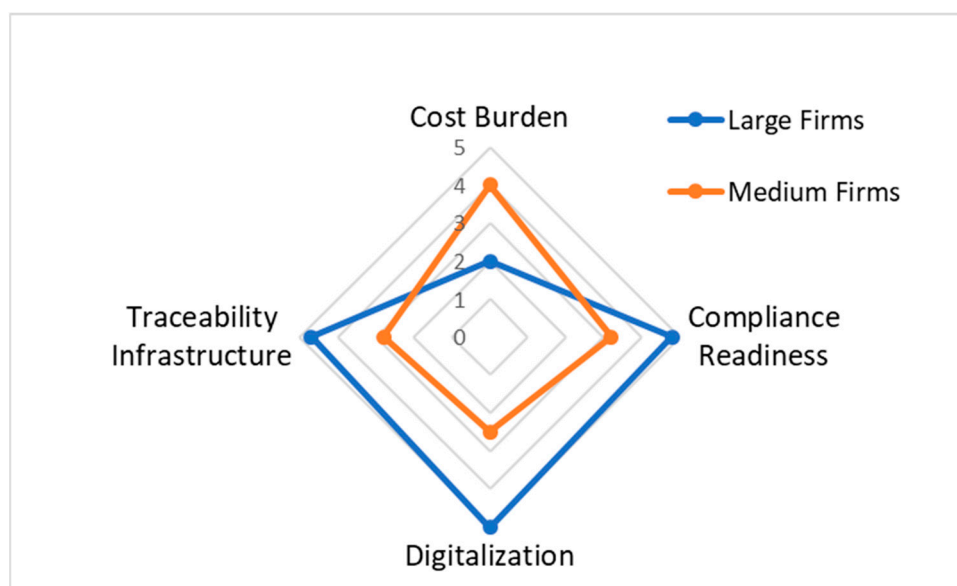 Cost Burden
Large Firms
Medium Firms
5
4
3
2
1
0
Traceability
Infrastructure
Compliance
Readiness
Digitalization